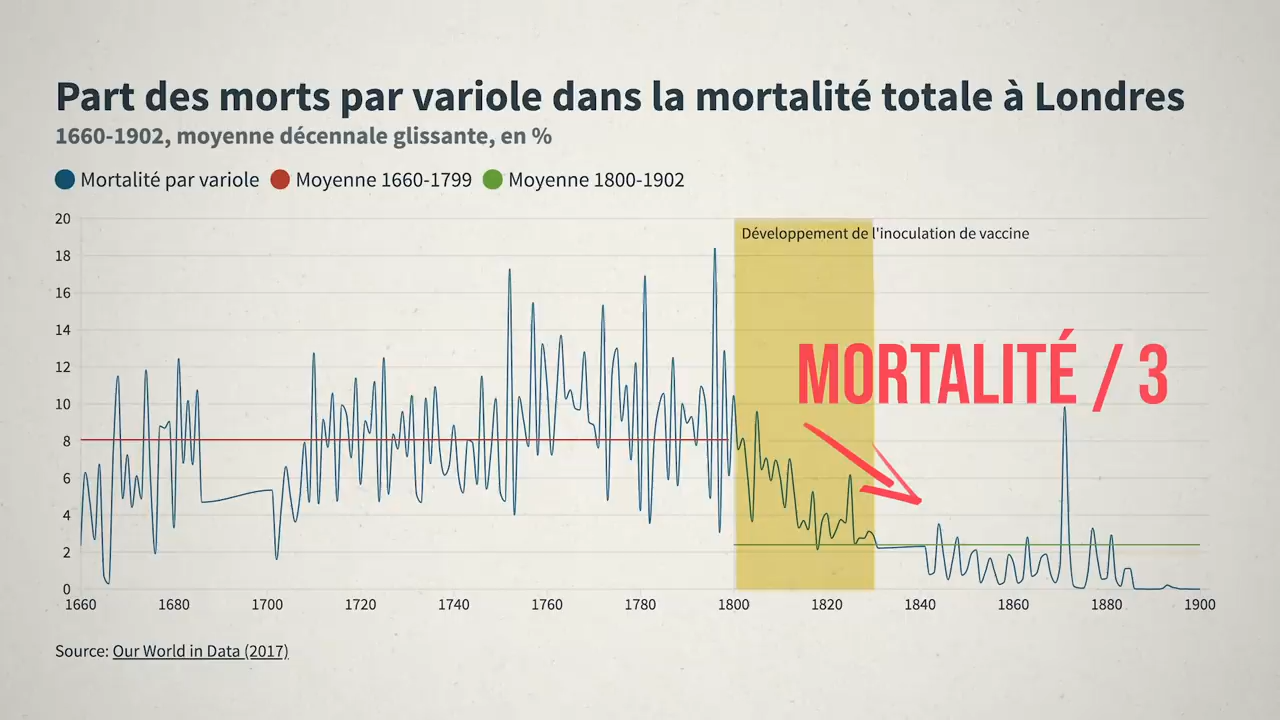 Part des morts par variole dans la mortalité totale à Londres
1660-1902, moyenne décennale glissante, en %
Mortalité par variole Moyenne 1660-1799 Moyenne 1800-1902
20
Développement de l'inoculation de vaccine
18
16
14
MORTALITÉ / 3
12
10
8
6
4
2
0
1660 1680 1700 1720 1740 1760 1780 1800 1820 1840 1860 1880 1900
Source: Our World in Data (2017)